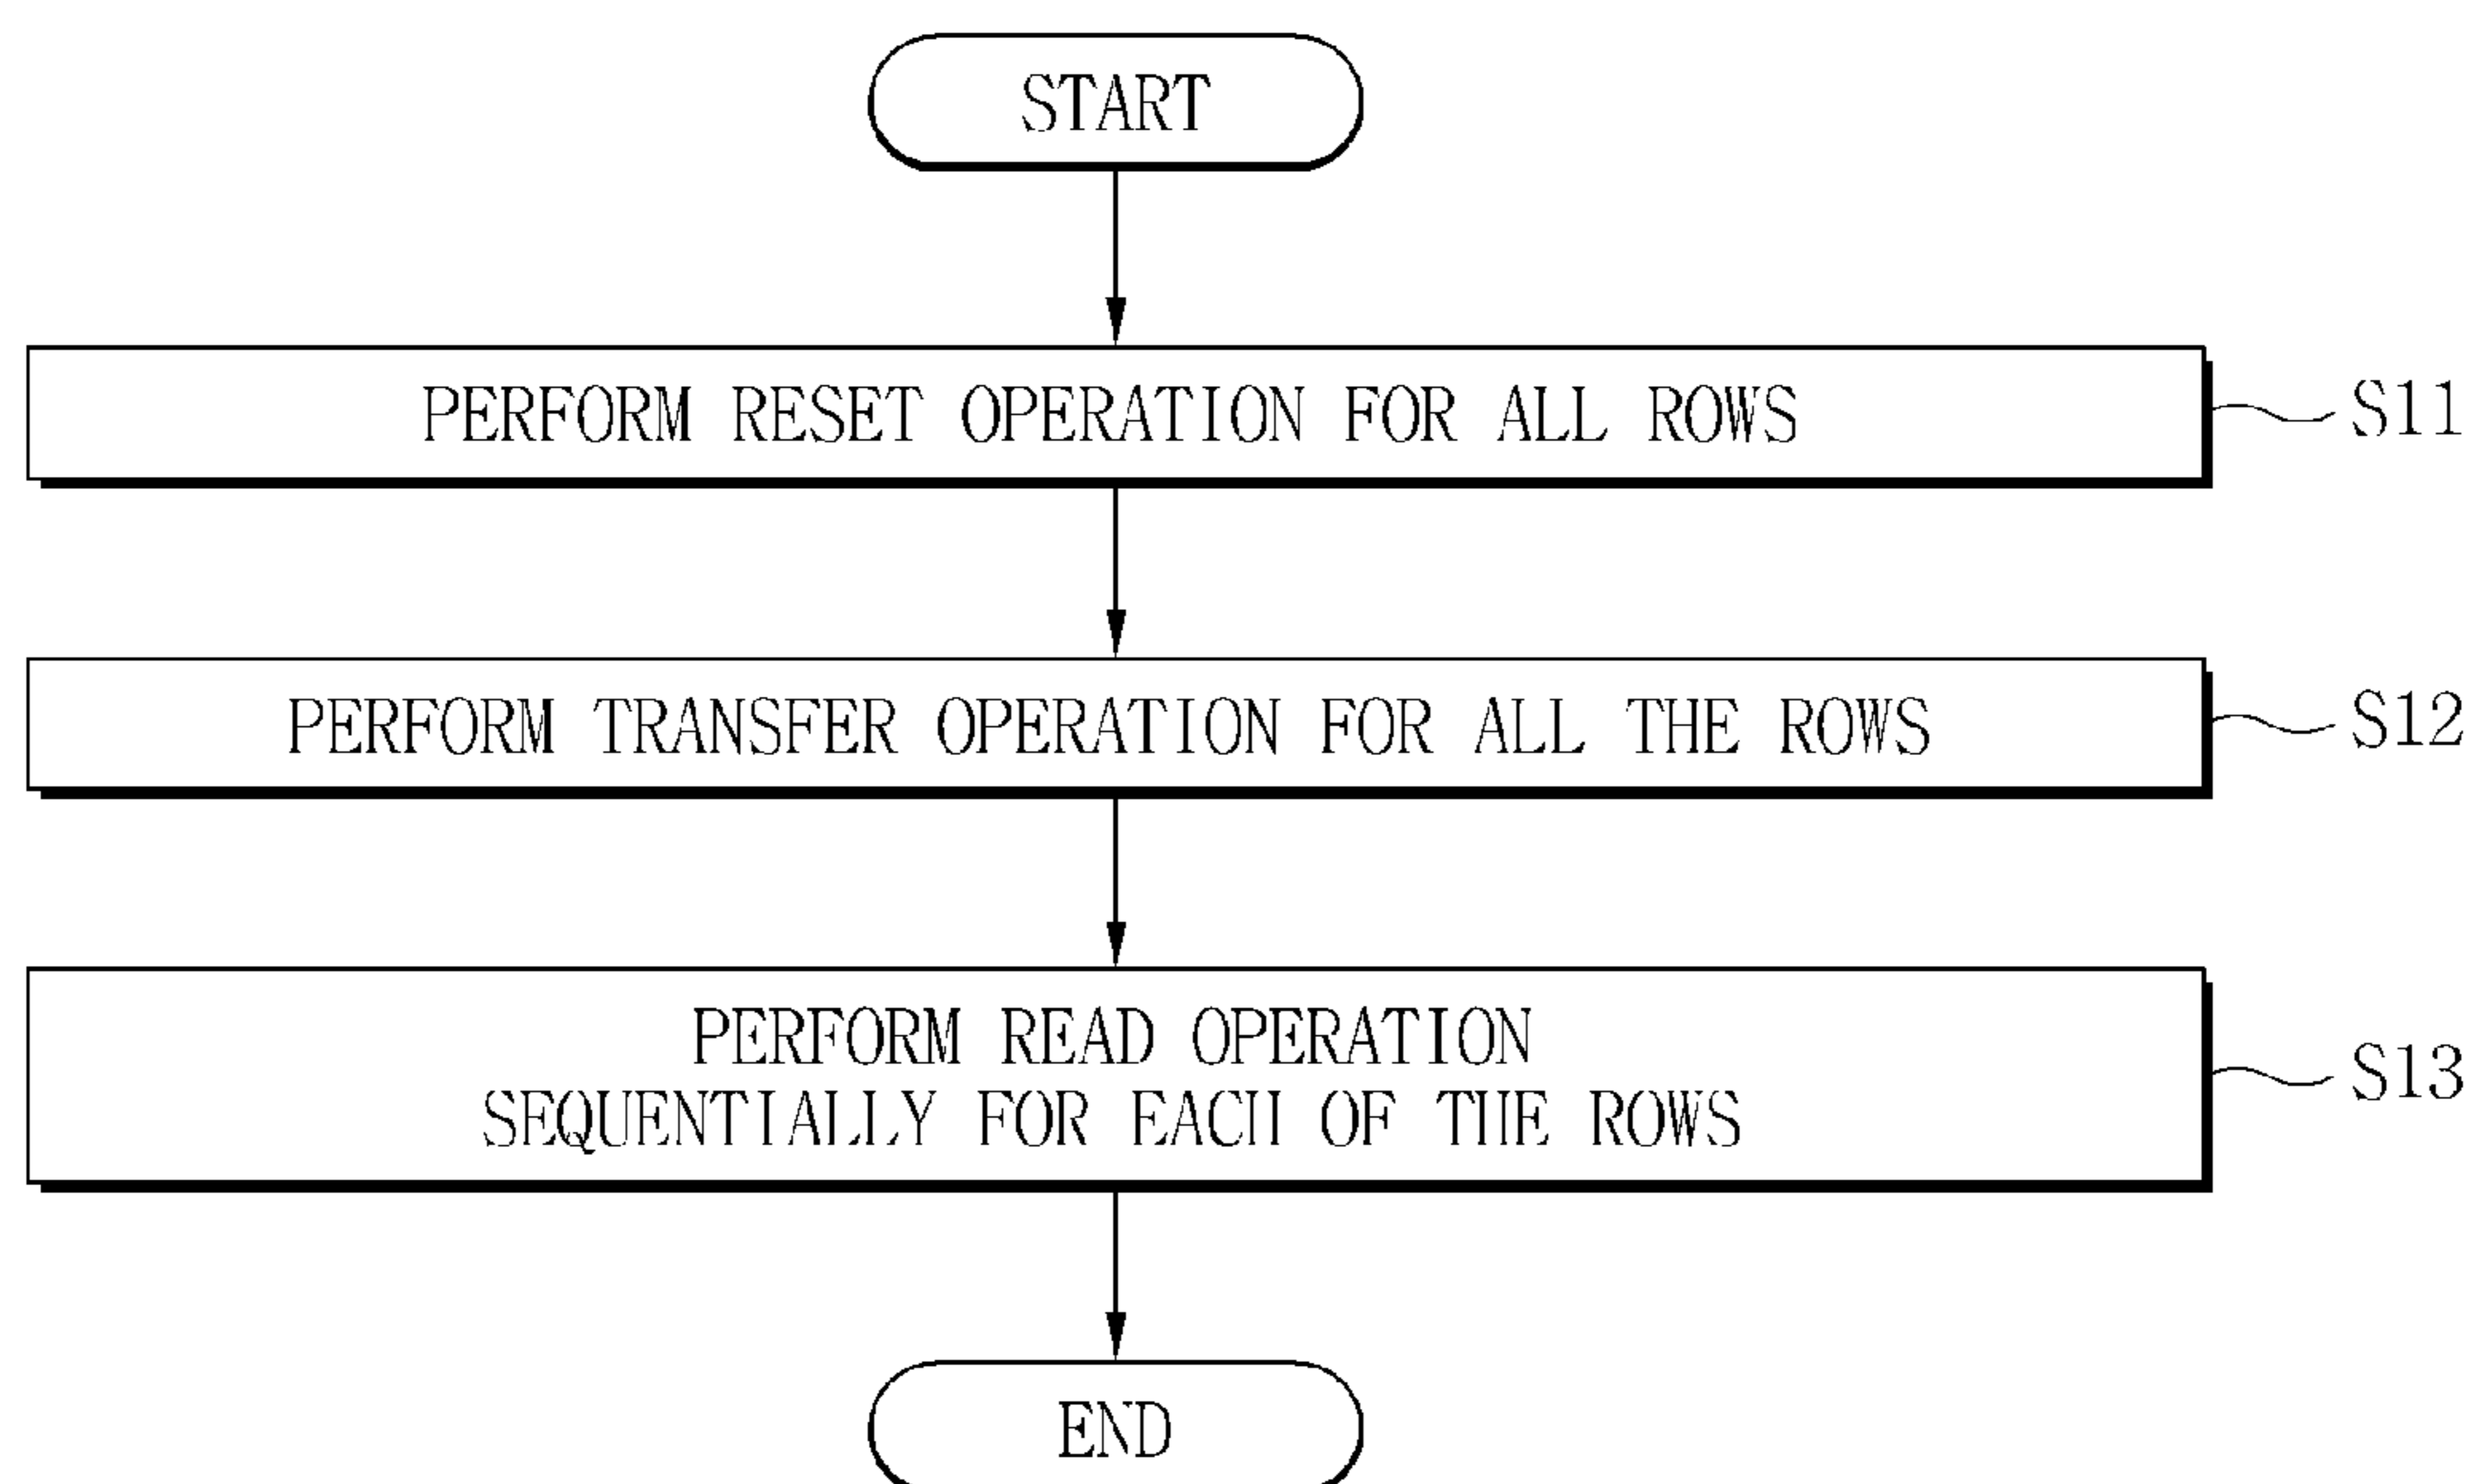 START
PERFORM RESET OPERATION FOR ALL ROWS
S11
PERFORM TRANSFER OPERATION FOR ALL THE ROWS
S12
PERFORM READ OPERATION
SEQUENTIALLY FOR EACH OF THE ROWS
S13
END